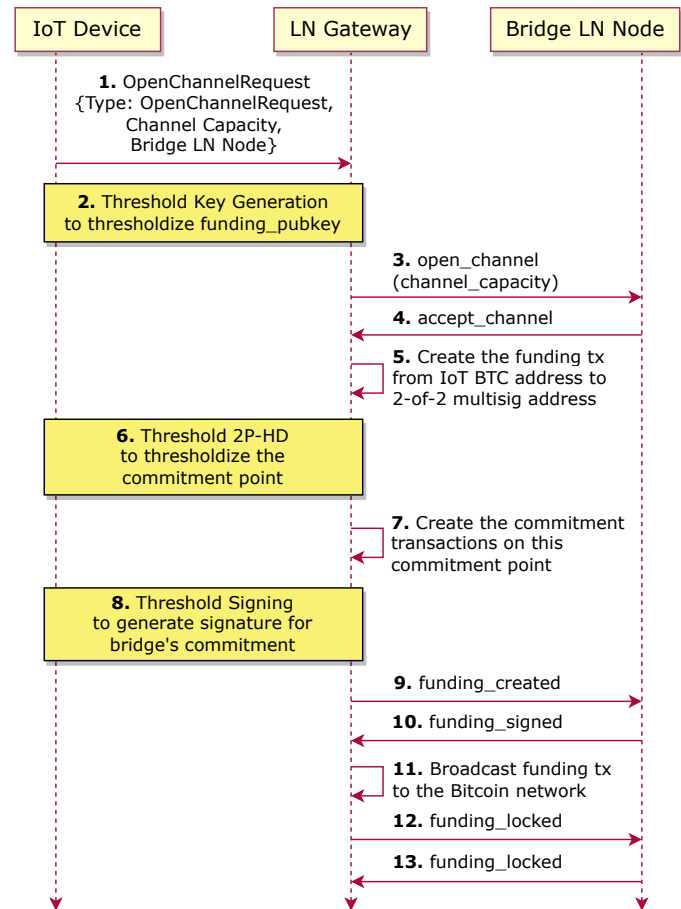 IoT Device
LN Gateway
Bridge LN Node
1. OpenChannelRequest
{Type: OpenChannelRequest,
Channel Capacity,
Bridge LN Node}
2. Threshold Key Generation
to thresholdize funding_pubkey
3. open_channel
(channel_capacity)
4. accept_channel
5. Create the funding tx
from IoT BTC address to
2-of-2 multisig address
6. Threshold 2P-HD
to thresholdize the
commitment point
7. Create the commitment
transactions on this
commitment point
8. Threshold Signing
to generate signature for
bridge's commitment
9. funding_created
10. funding_signed
11. Broadcast funding tx
to the Bitcoin network
12. funding_locked
13. funding_locked